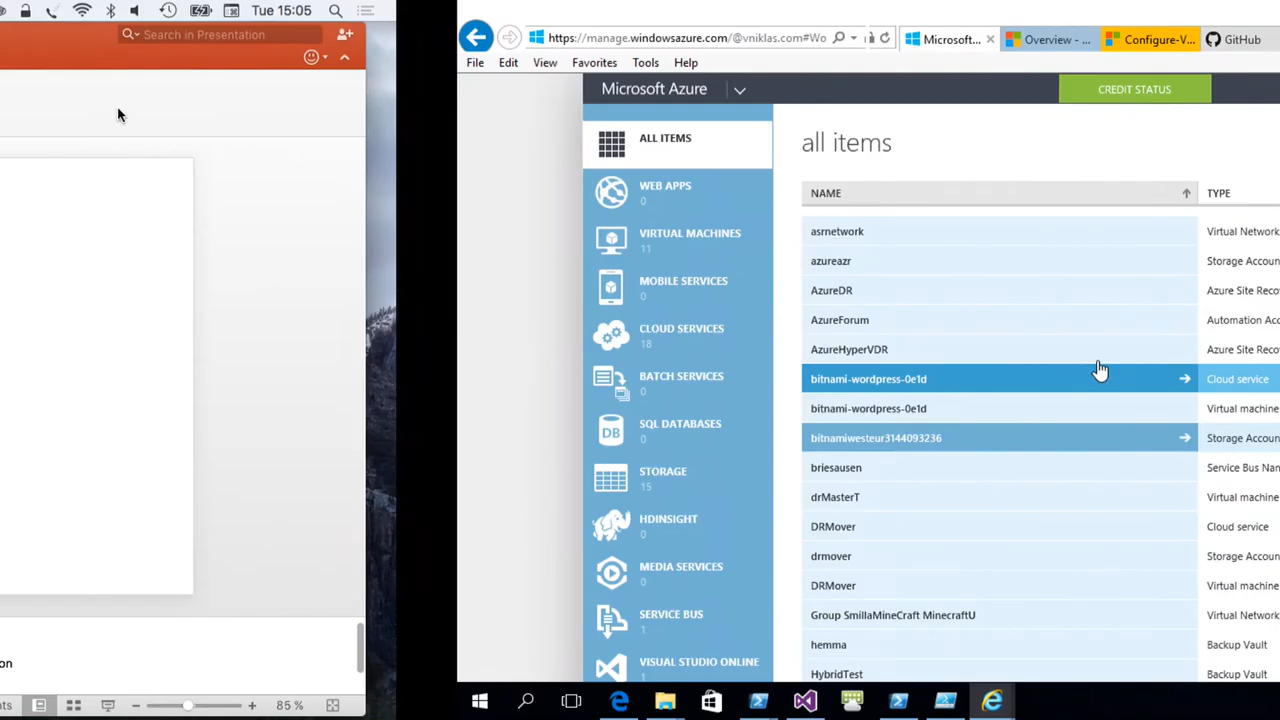 Tue 15:05
Search in Presentation
on
nts
85 %
https://manage.windowsazure.com/@vniklas.com#Wo
Microsoft...
Overview - ...
Configure-V...
GitHub
File Edit View Favorites Tools Help
Microsoft Azure
CREDIT STATUS
ALL ITEMS
WEB APPS
0
VIRTUAL MACHINES
11
MOBILE SERVICES
0
CLOUD SERVICES
18
BATCH SERVICES
0
DB
SQL DATABASES
0
STORAGE
15
HDINSIGHT
0
MEDIA SERVICES
0
SERVICE BUS
1
VISUAL STUDIO ONLINE
1
all items
NAME TYPE
asrnetwork Virtual Network
azureazr Storage Accoun
AzureDR Azure Site Reco
AzureForum Automation Acc
AzureHyperVDR Azure Site Reco
bitnami-wordpress-0e1d Cloud service
bitnami-wordpress-0e1d Virtual machine
bitnamiwesteur3144093236 Storage Accoun
briesausen Service Bus Nan
drMasterT Virtual machine
DRMover Cloud service
drmover Storage Accoun
DRMover Virtual machine
Group SmillaMineCraft MinecraftU Virtual Network
hemma Backup Vault
HybridTest Backup Vault